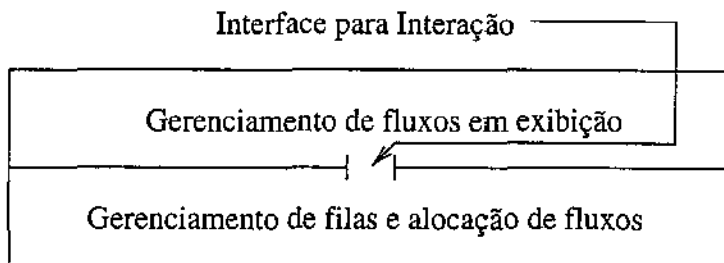 Interface para Interação
Gerenciamento de fluxos em exibição
Gerenciamento de filas e alocação de fluxos